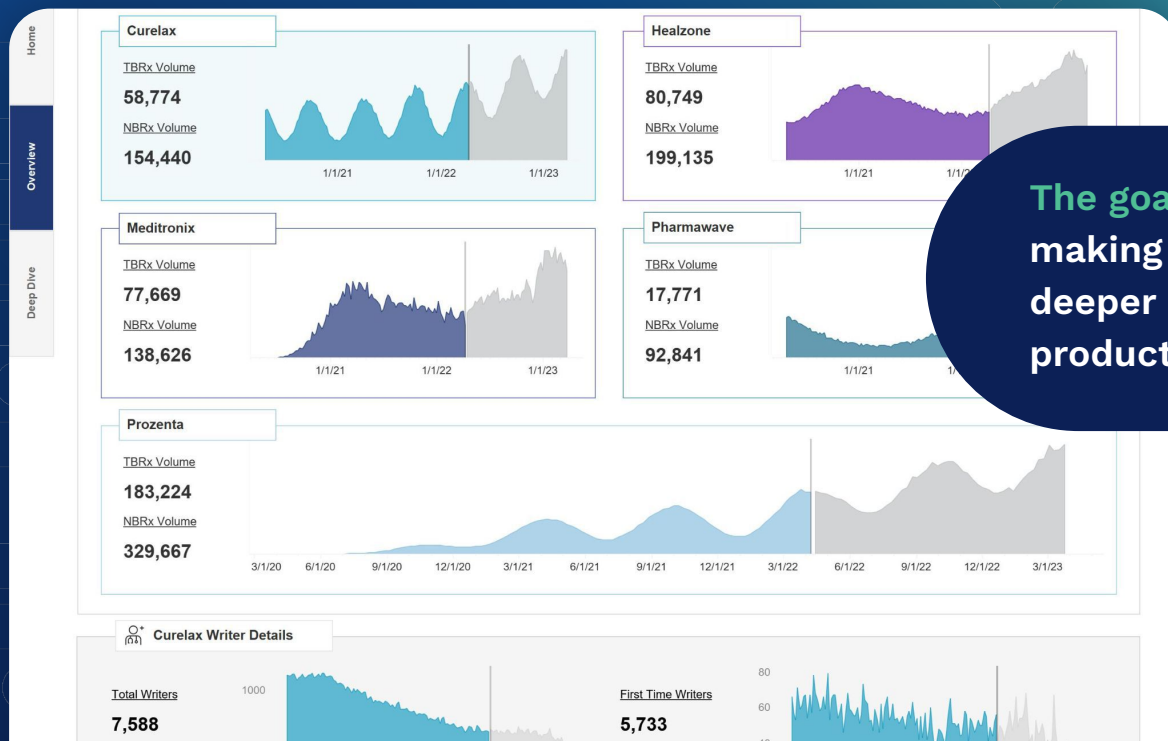 Home
Overview
Deep Dive
Curelax
TBRx Volume
58,774
NBRx Volume
154,440
1/1/21 1/1/22 1/1/23
Healzone
TBRx Volume
80,749
NBRx Volume
199,135
1/1/21
Meditronix
TBRx Volume
77,669
NBRx Volume
138,626
1/1/21 1/1/22 1/1/23
Pharmawave
TBRx Volume
17,771
NBRx Volume
92,841
1/1/21
The goa
making
deeper
product
Prozenta
TBRx Volume
183,224
NBRx Volume
329,667
3/1/20 6/1/20 9/1/20 12/1/20 3/1/21 6/1/21 9/1/21 12/1/21 3/1/22 6/1/22 9/1/22 12/1/22 3/1/23
Curelax Writer Details
Total Writers
7,588
1000
First Time Writers
5,733
80
60